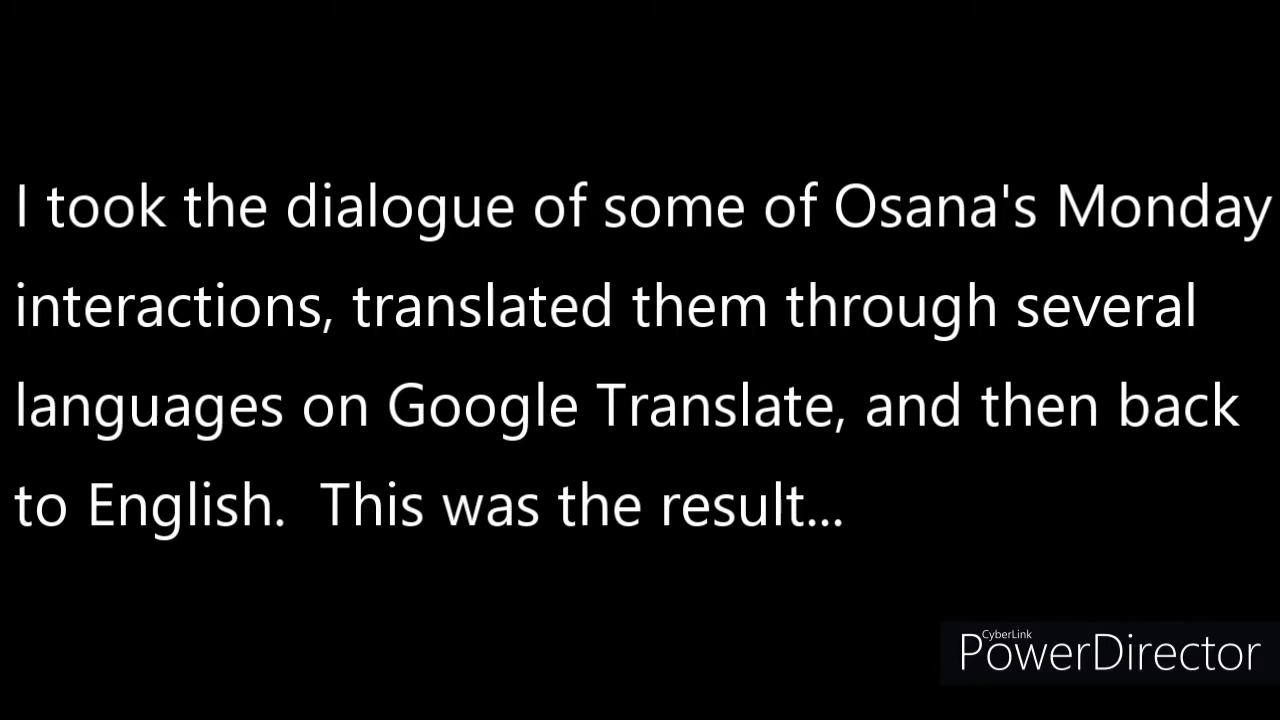 I took the dialogue of some of Osana's Monday
interactions, translated them through several
languages on Google Translate, and then back
to English.  This was the result...
CyberLink
PowerDirector